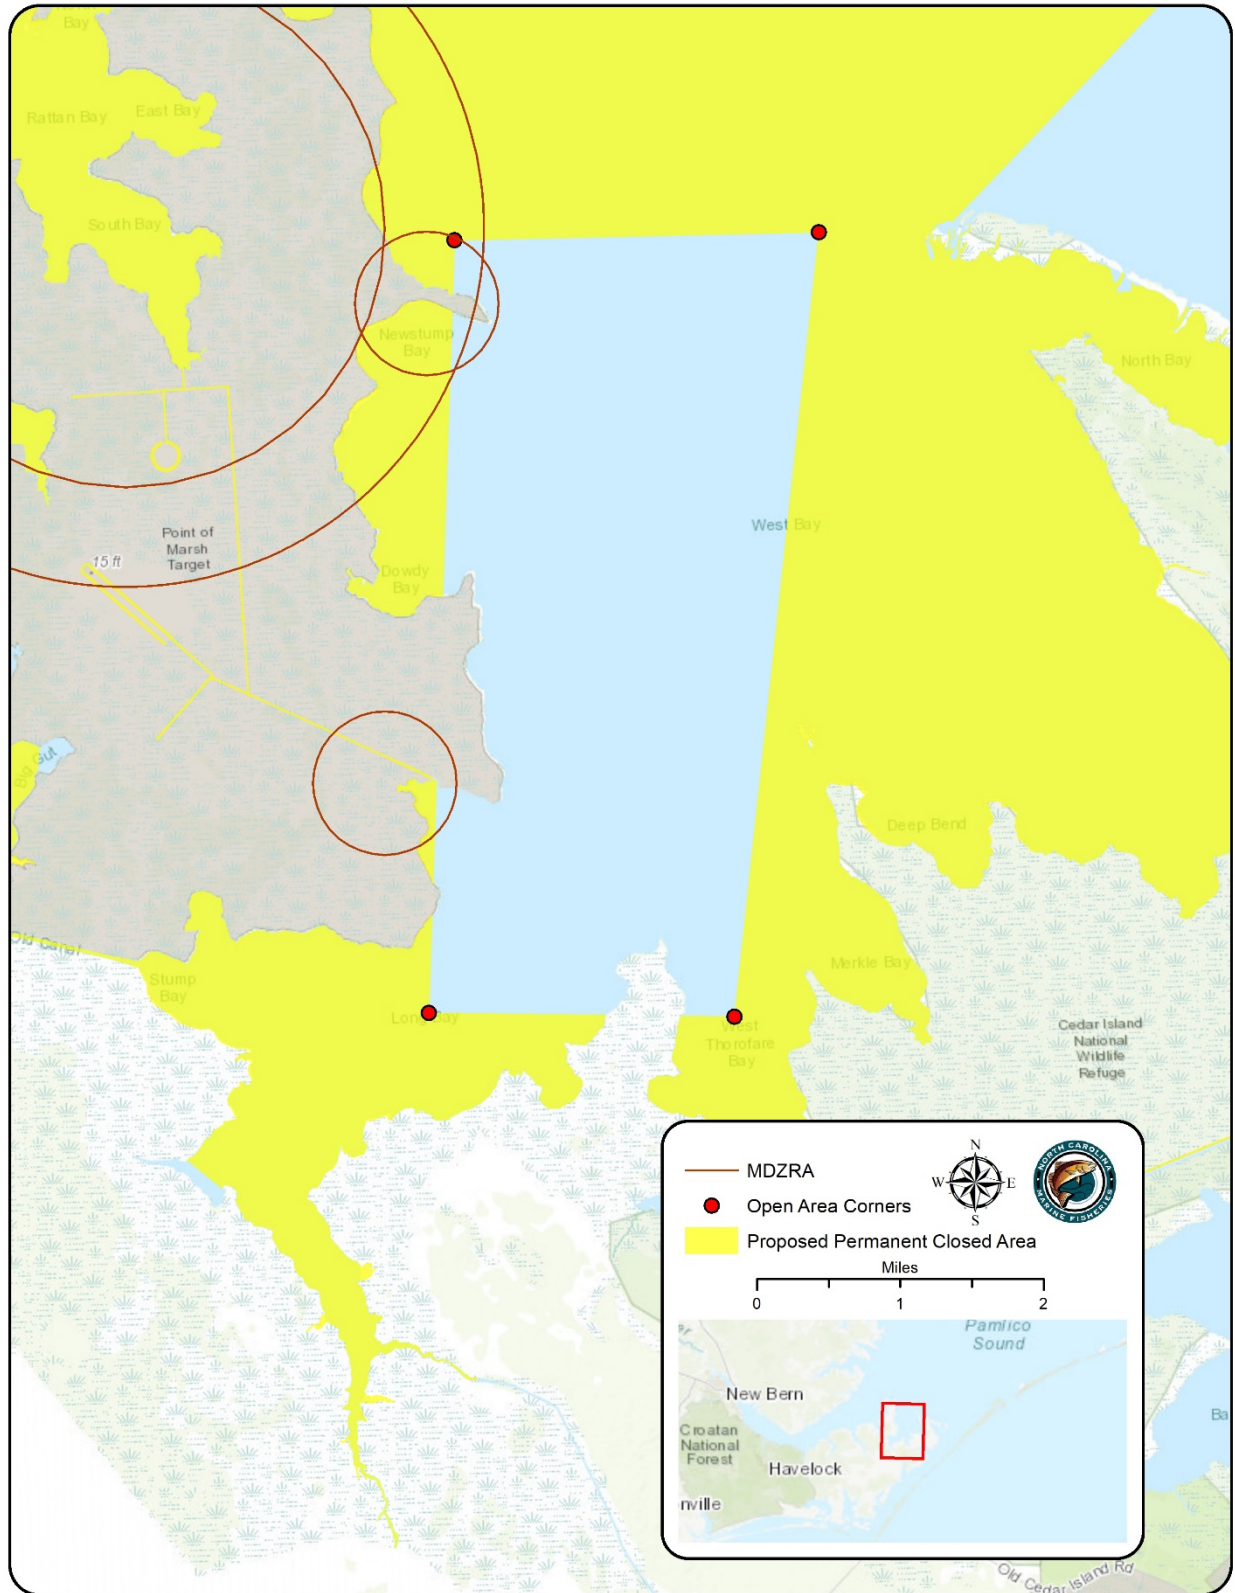 North
Bay
Rattan Bay
East Bay
South Bay
Newstump
Bay
North Bay
West Bay
Point of
Marsh
Target
15 ft
Dowdy
Bay
Big Gut
Deep Bend
Old Canal
Stump
Bay
Merkle Bay
Long Bay
West
Thorofare
Bay
Cedar Island
National
Wildlife
Refuge
MDZRA
Open Area Corners
Proposed Permanent Closed Area
N
W
E
S
NORTH CAROLINA
MARINE FISHERIES
Miles
0
1
2
Pamlico
Sound
New Bern
Croatan
National
Forest
Havelock
nville
Ba
Old Cedar Island Rd